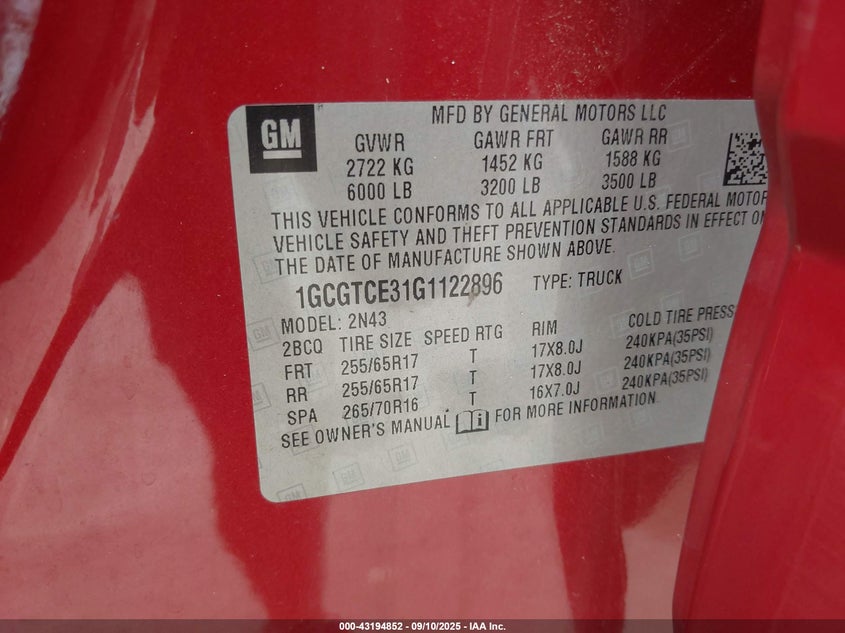 GM
MFD BY GENERAL MOTORS LLC
GVWR GAWR FRT GAWR RR
2722 KG 1452 KG 1588 KG
6000 LB 3200 LB 3500 LB
THIS VEHICLE CONFORMS TO ALL APPLICABLE U.S. FEDERAL MOTOR
VEHICLE SAFETY AND THEFT PREVENTION STANDARDS IN EFFECT ON
THE DATE OF MANUFACTURE SHOWN ABOVE.
1GCGTCE31G1122896 TYPE: TRUCK
MODEL: 2N43
2BCQ TIRE SIZE SPEED RTG RIM COLD TIRE PRESS
FRT 255/65R17 T 17X8.0J 240KPA(35PSI)
RR 255/65R17 T 17X8.0J 240KPA(35PSI)
SPA 265/70R16 T 16X7.0J 240KPA(35PSI)
SEE OWNER'S MANUAL i FOR MORE INFORMATION.
000-43194852 - 09/10/2025 - IAA Inc.